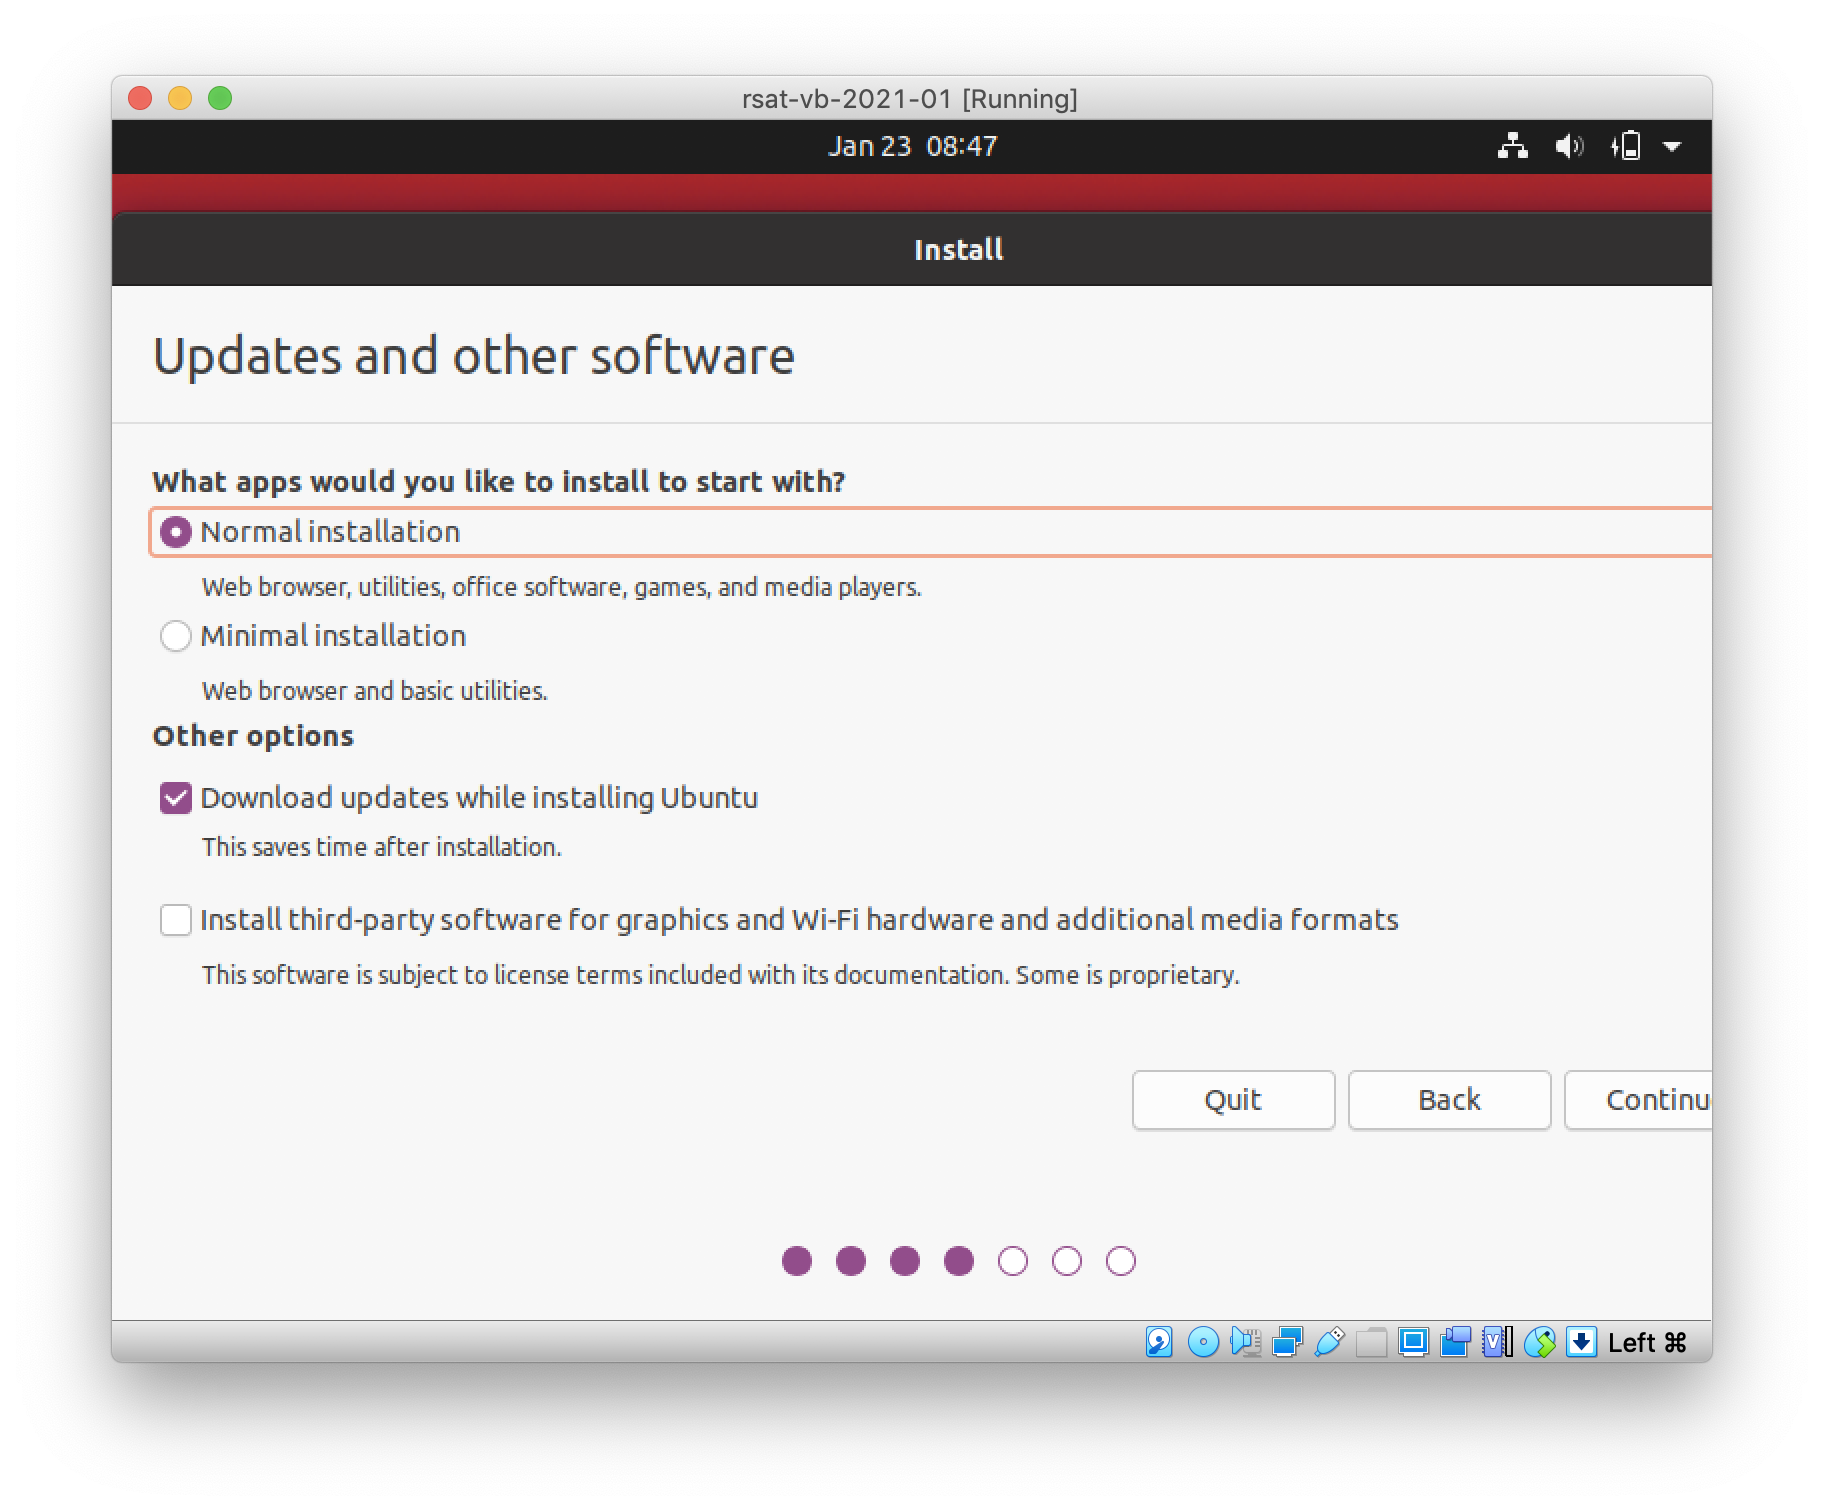 rsat-vb-2021-01 [Running]
Jan 23 08:47
Install
Updates and other software
What apps would you like to install to start with?
Normal installation
Web browser, utilities, office software, games, and media players.
Minimal installation
Web browser and basic utilities.
Other options
Download updates while installing Ubuntu
This saves time after installation.
Install third-party software for graphics and Wi-Fi hardware and additional media formats
This software is subject to license terms included with its documentation. Some is proprietary.
Quit Back Continu
Left ⌘